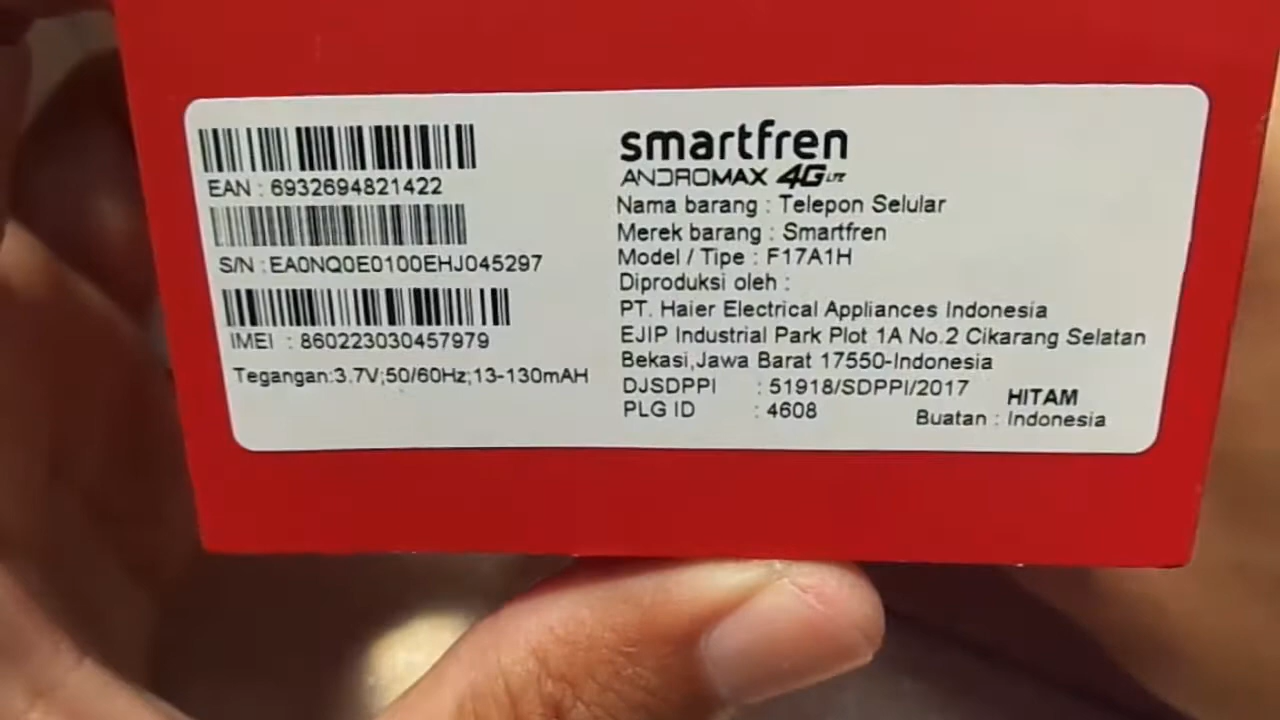 EAN : 6932694821422
S/N : EA0NQ0E0100EHJ045297
IMEI : 860223030457979
Tegangan:3.7V;50/60Hz;13-130mAH
smartfren
ANDROMAX 4G LTE
Nama barang : Telepon Selular
Merek barang : Smartfren
Model / Tipe : F17A1H
Diproduksi oleh :
PT. Haier Electrical Appliances Indonesia
EJIP Industrial Park Plot 1A No.2 Cikarang Selatan
Bekasi,Jawa Barat 17550-Indonesia
DJSDPPI : 51918/SDPPI/2017
PLG ID : 4608
HITAM
Buatan : Indonesia